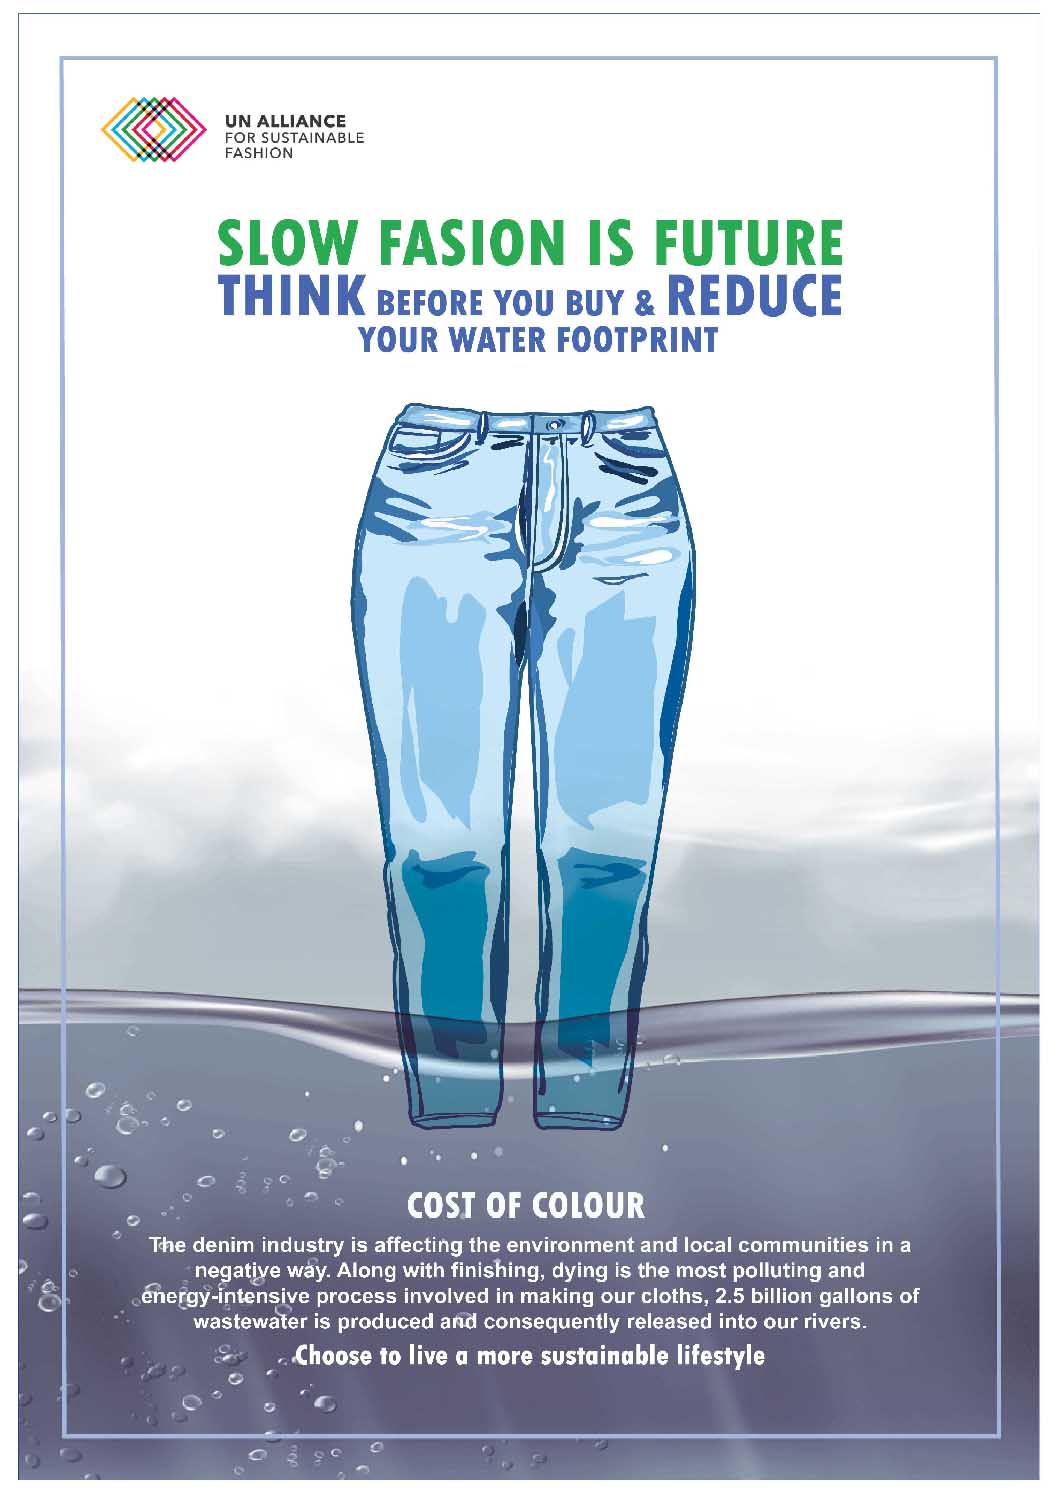 UN ALLIANCE
FOR SUSTAINABLE
FASHION
SLOW FASION IS FUTURE
THINK BEFORE YOU BUY & REDUCE
YOUR WATER FOOTPRINT
COST OF COLOUR
The denim industry is affecting the environment and local communities in a
negative way. Along with finishing, dying is the most polluting and
energy-intensive process involved in making our cloths, 2.5 billion gallons of
wastewater is produced and consequently released into our rivers.
Choose to live a more sustainable lifestyle